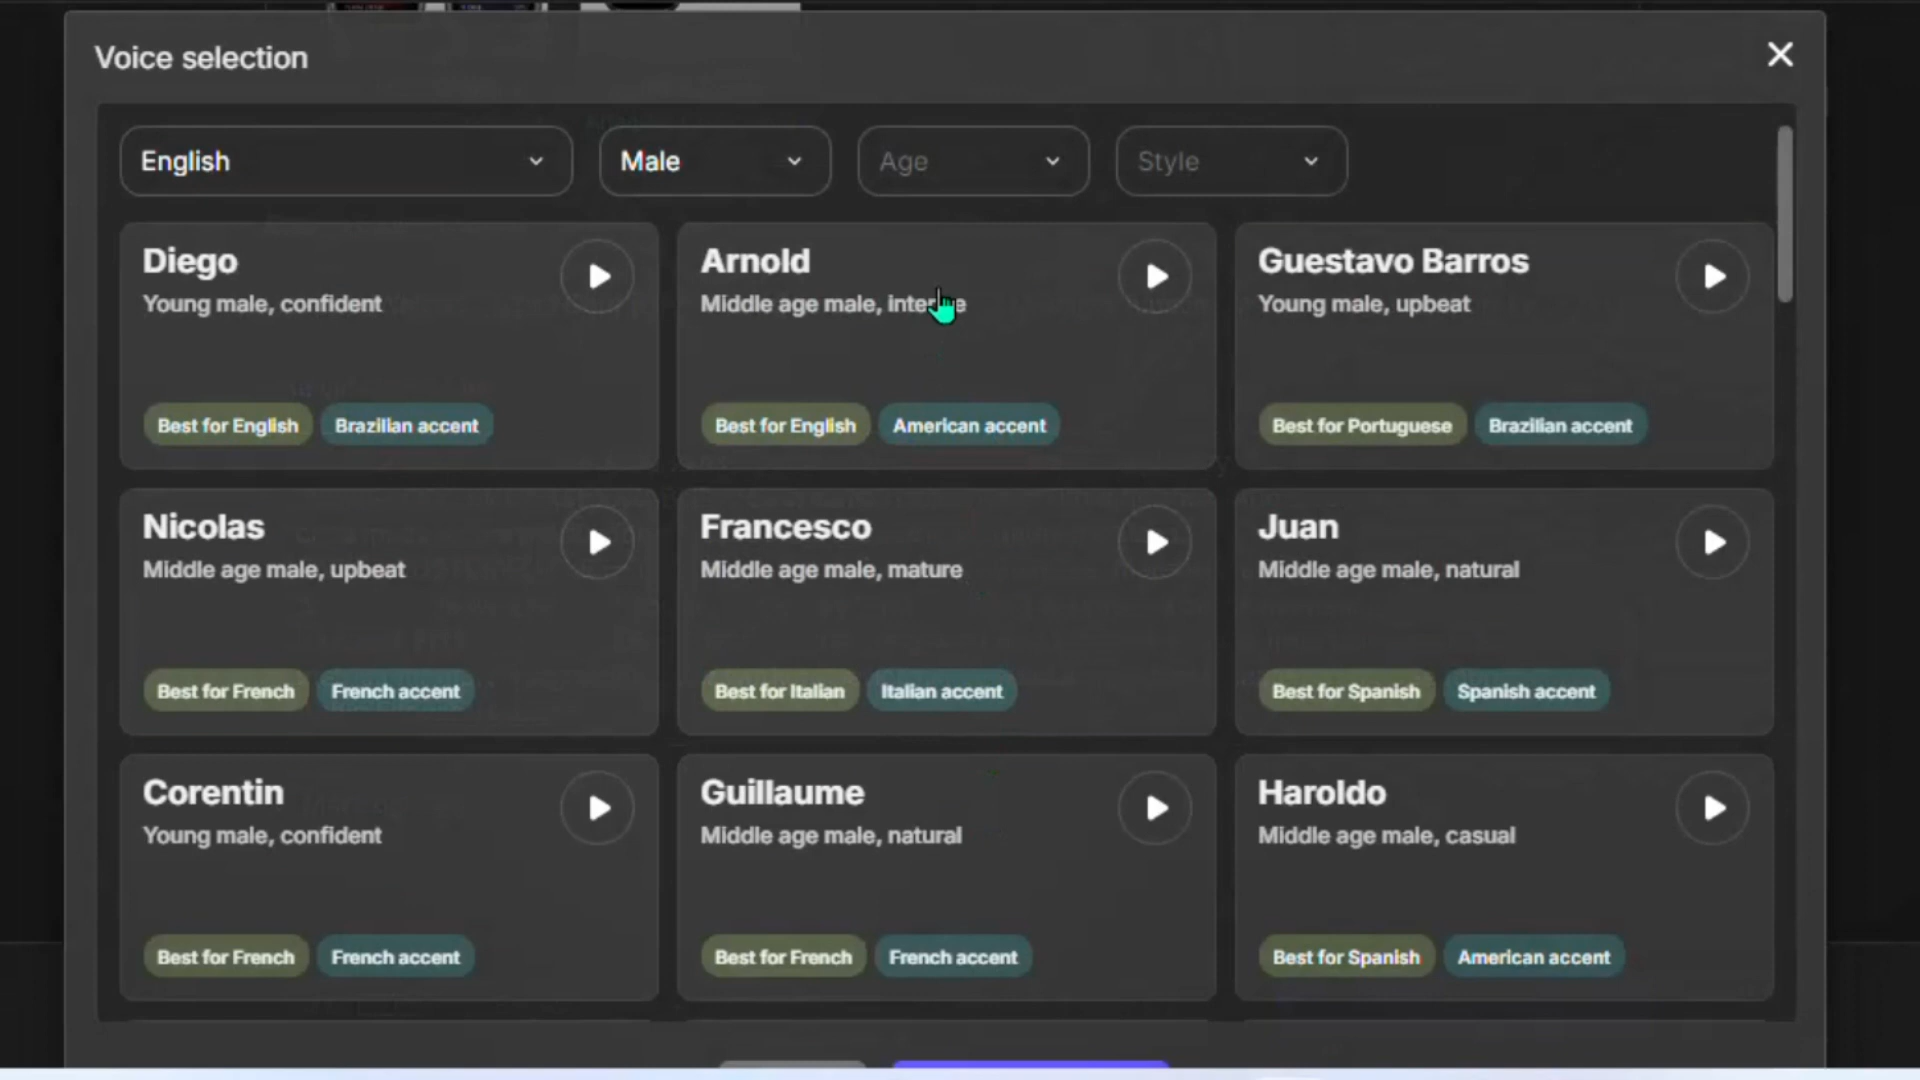 Voice selection
English
Male
Age
Style
Diego
Young male, confident
Best for English
Brazilian accent
Arnold
Middle age male,
Best for English
American accent
Guestavo Barros
Young male, upbeat
Best for Portuguese
Brazilian accent
Nicolas
Middle age male, upbeat
Best for French
French accent
Francesco
Middle age male, mature
Best for Italian
Italian accent
Juan
Middle age male, natural
Best for Spanish
Spanish accent
Corentin
Young male, confident
Best for French
French accent
Guillaume
Middle age male, natural
Best for French
French accent
Haroldo
Middle age male, casual
Best for Spanish
American accent